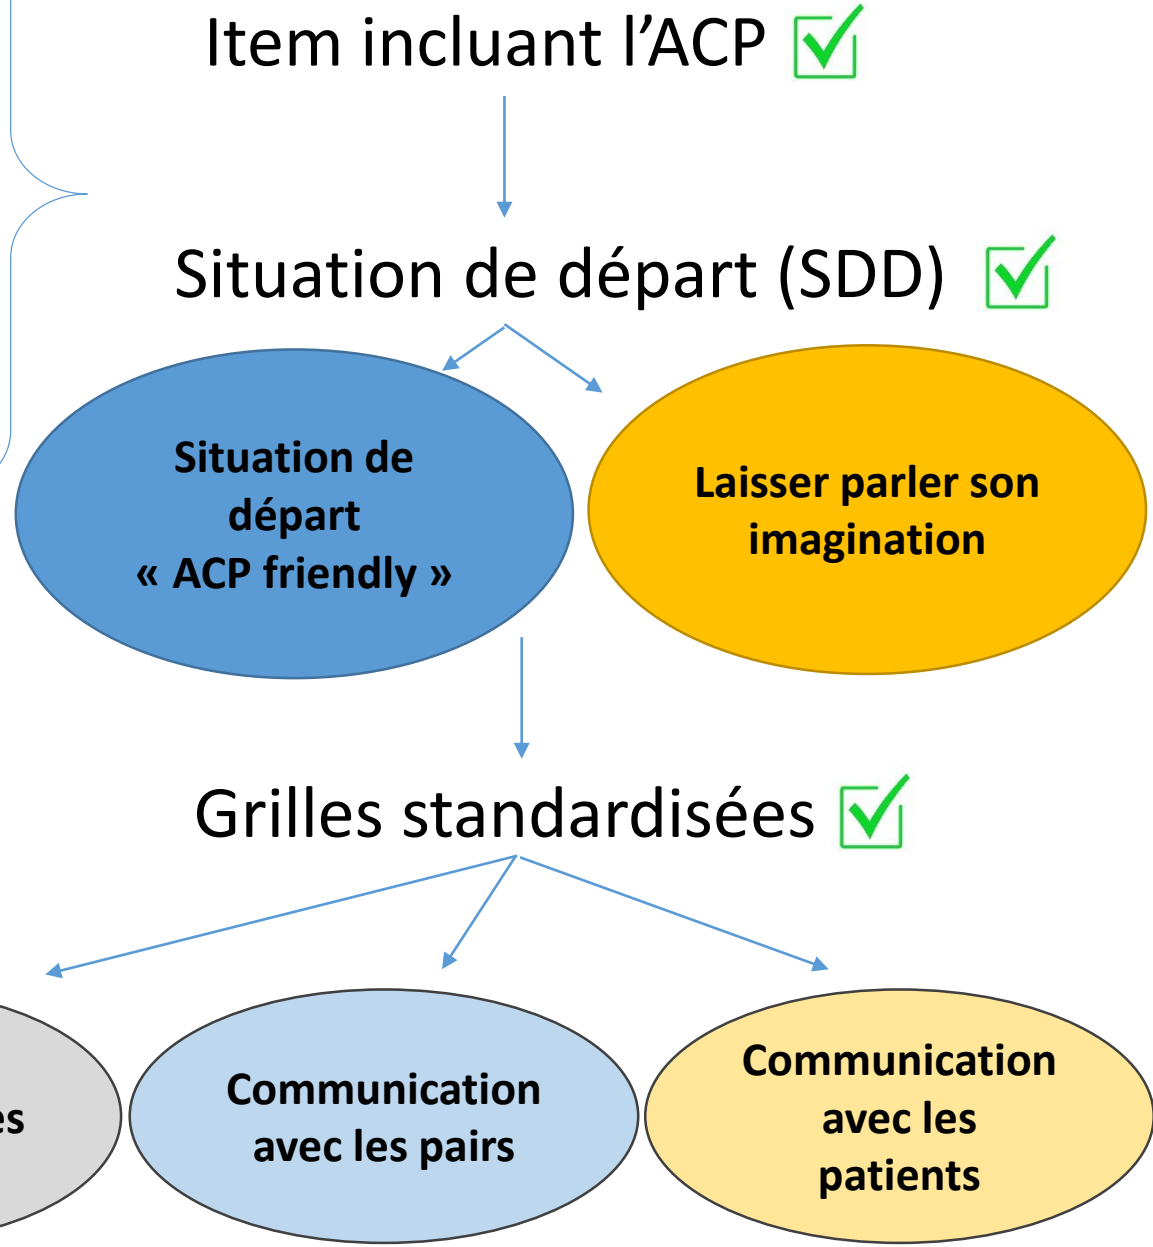 Item incluant l’ACP
Situation de départ (SDD)
Situation de
départ
« ACP friendly »
Laisser parler son
imagination
Grilles standardisées
Communication
avec les pairs
Communication
avec les
patients